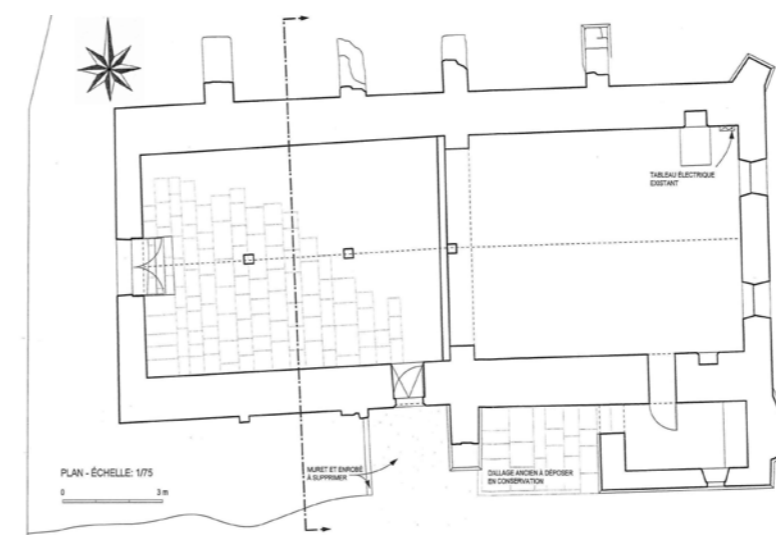 TABLEAU ÉLECTRIQUE
EXISTANT
PLAN - ÉCHELLE: 1/75
0 3 m
MURET ET ENROBÉ
À SUPPRIMER
DALLAGE ANCIEN À DÉPOSER
EN CONSERVATION